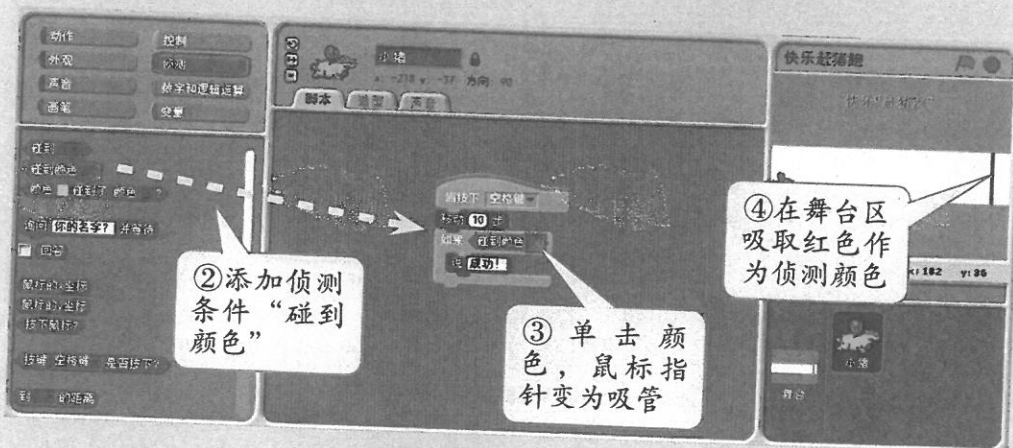 动作
控制
外观
侦测
声音
数字和逻辑运算
画笔
变量
小猪
x: -218 y: -37 方向: 90
脚本
造型
声音
快乐赶猪跑
碰到
碰到颜色
颜色 碰到了 颜色 ?
询问 你的名字? 并等待
回答
鼠标的x坐标
鼠标的y坐标
按下鼠标?
按键 空格键 是否按下?
到 的距离
当按下 空格键
移动 10 步
如果 碰到颜色
说 成功!
②添加侦测
条件“碰到
颜色”
③单击颜
色，鼠标指
针变为吸管
④在舞台区
吸取红色作
为侦测颜色
x: 182 y: 36
小猪
舞台